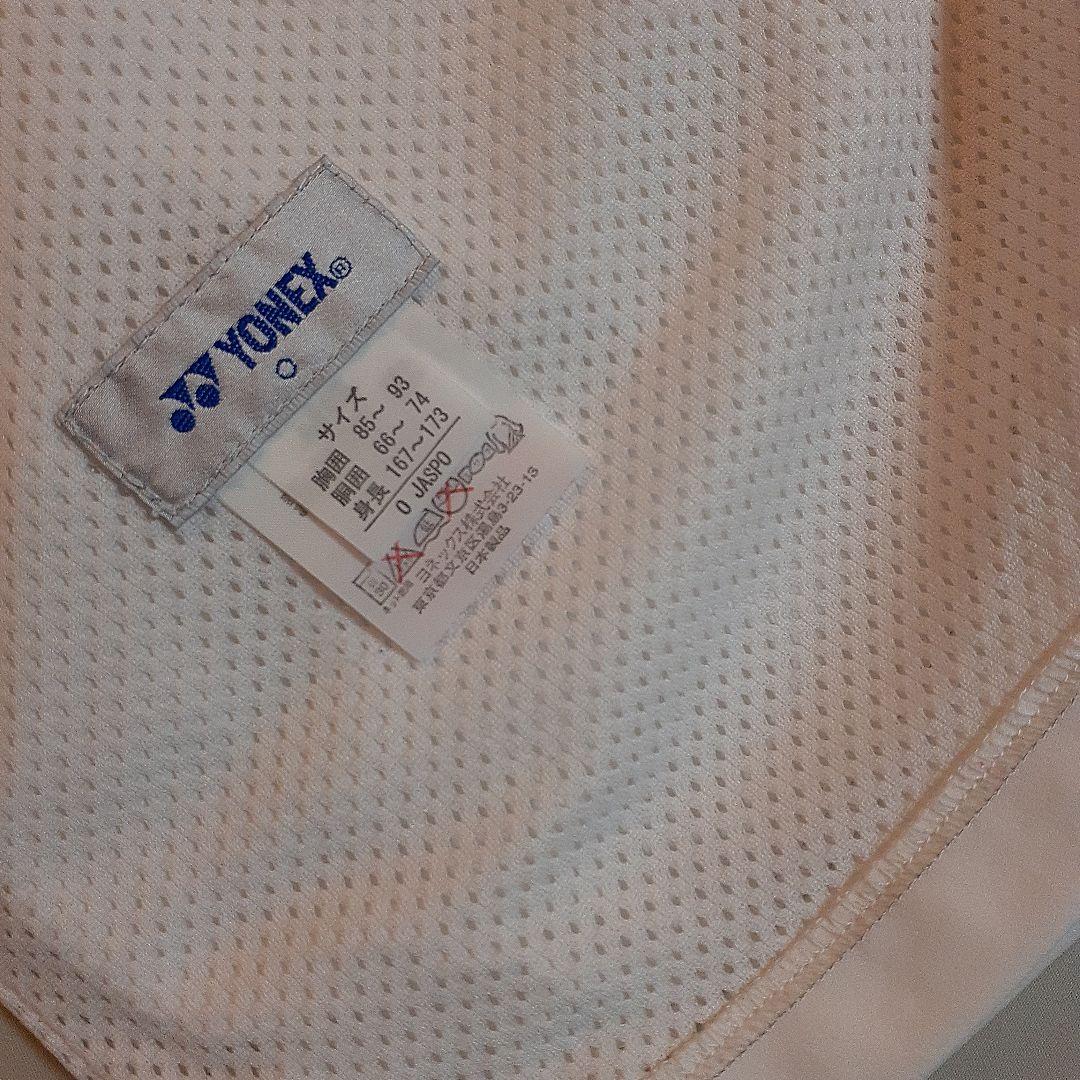 YONEX®
O
サイズ
胸囲 85～ 93
胴囲 66～ 74
身長 167～173
O JASPO
30
ヨネックス株式会社
東京都文京区湯島3-23-13
日本製品